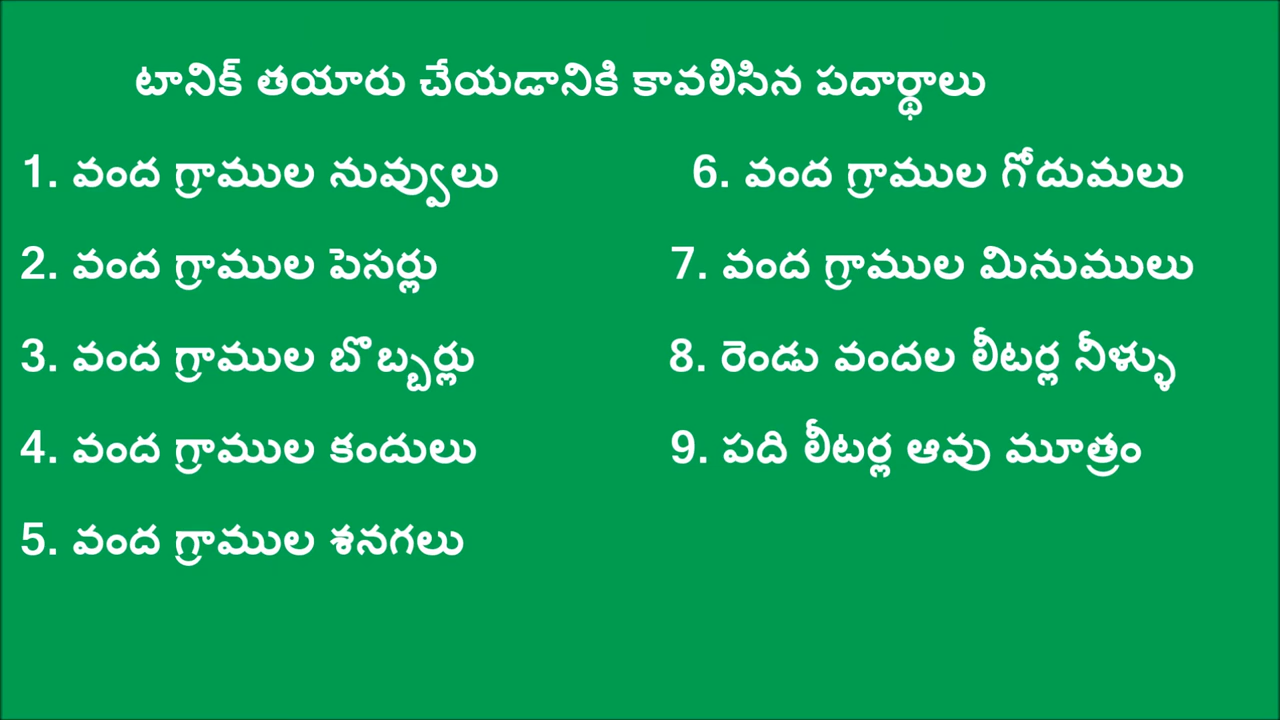 టానిక్ తయారు చేయడానికి కావలిసిన పదార్థాలు
1. వంద గ్రాముల నువ్వులు
2. వంద గ్రాముల పెసర్లు
3. వంద గ్రాముల బొబ్బర్లు
4. వంద గ్రాముల కందులు
5. వంద గ్రాముల శనగలు
6. వంద గ్రాముల గోదుమలు
7. వంద గ్రాముల మినుములు
8. రెండు వందల లీటర్ల నీళ్ళు
9. పది లీటర్ల ఆవు మూత్రం